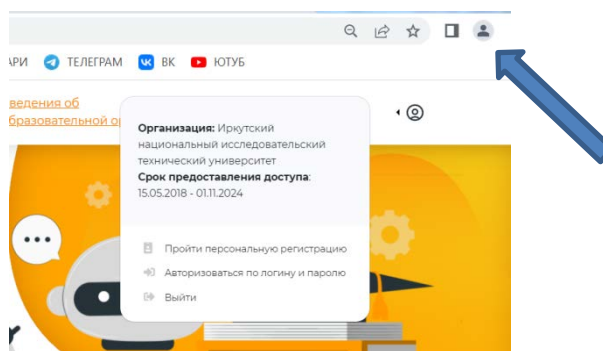 АРИ ТЕЛЕГРАМ ВК ЮТУБ
ведения об
бразовательной о
Организация: Иркутский
национальный исследовательский
технический университет
Срок предоставления доступа:
15.05.2018 - 01.11.2024
Пройти персональную регистрацию
Авторизоваться по логину и паролю
Выйти